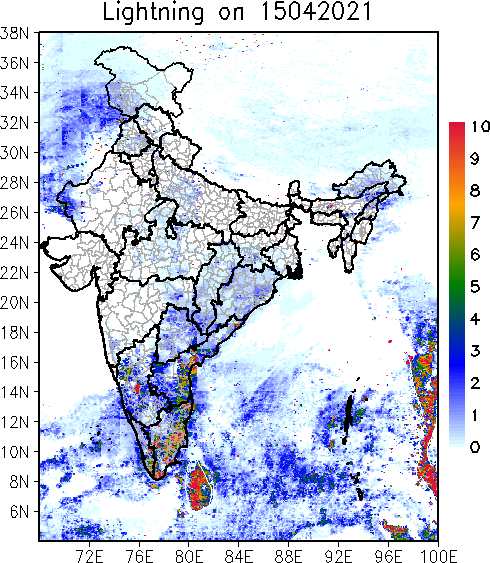 Lightning on 15042021
38N
36N
34N
32N
30N
28N
26N
24N
22N
20N
18N
16N
14N
12N
10N
8N
6N
10
9
8
7
6
5
4
3
2
1
0
72E 76E 80E 84E 88E 92E 96E 100E